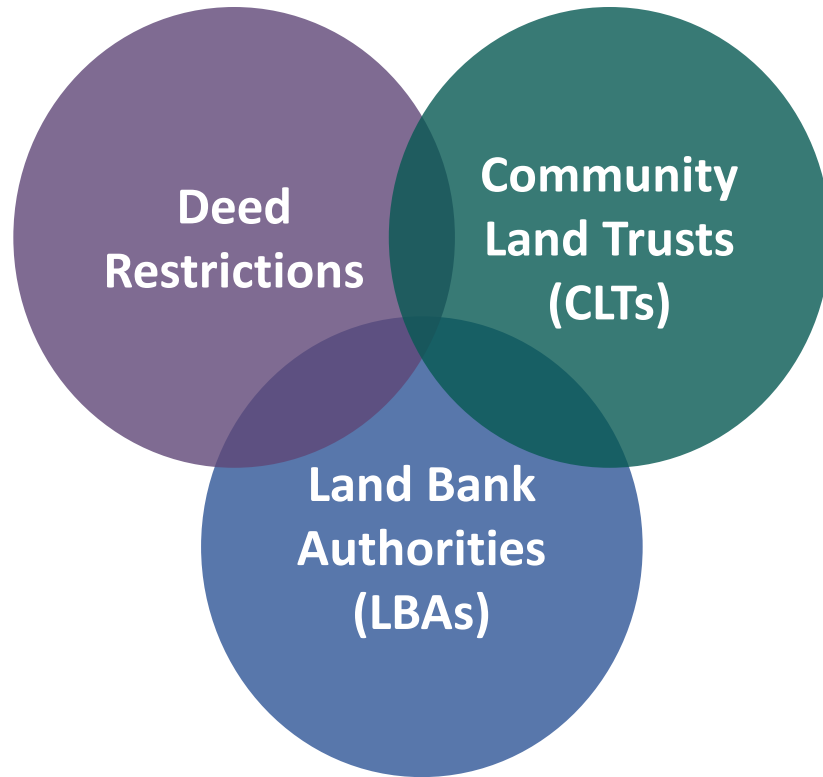 Deed
Restrictions
Community
Land Trusts
(CLTs)
Land Bank
Authorities
(LBAs)